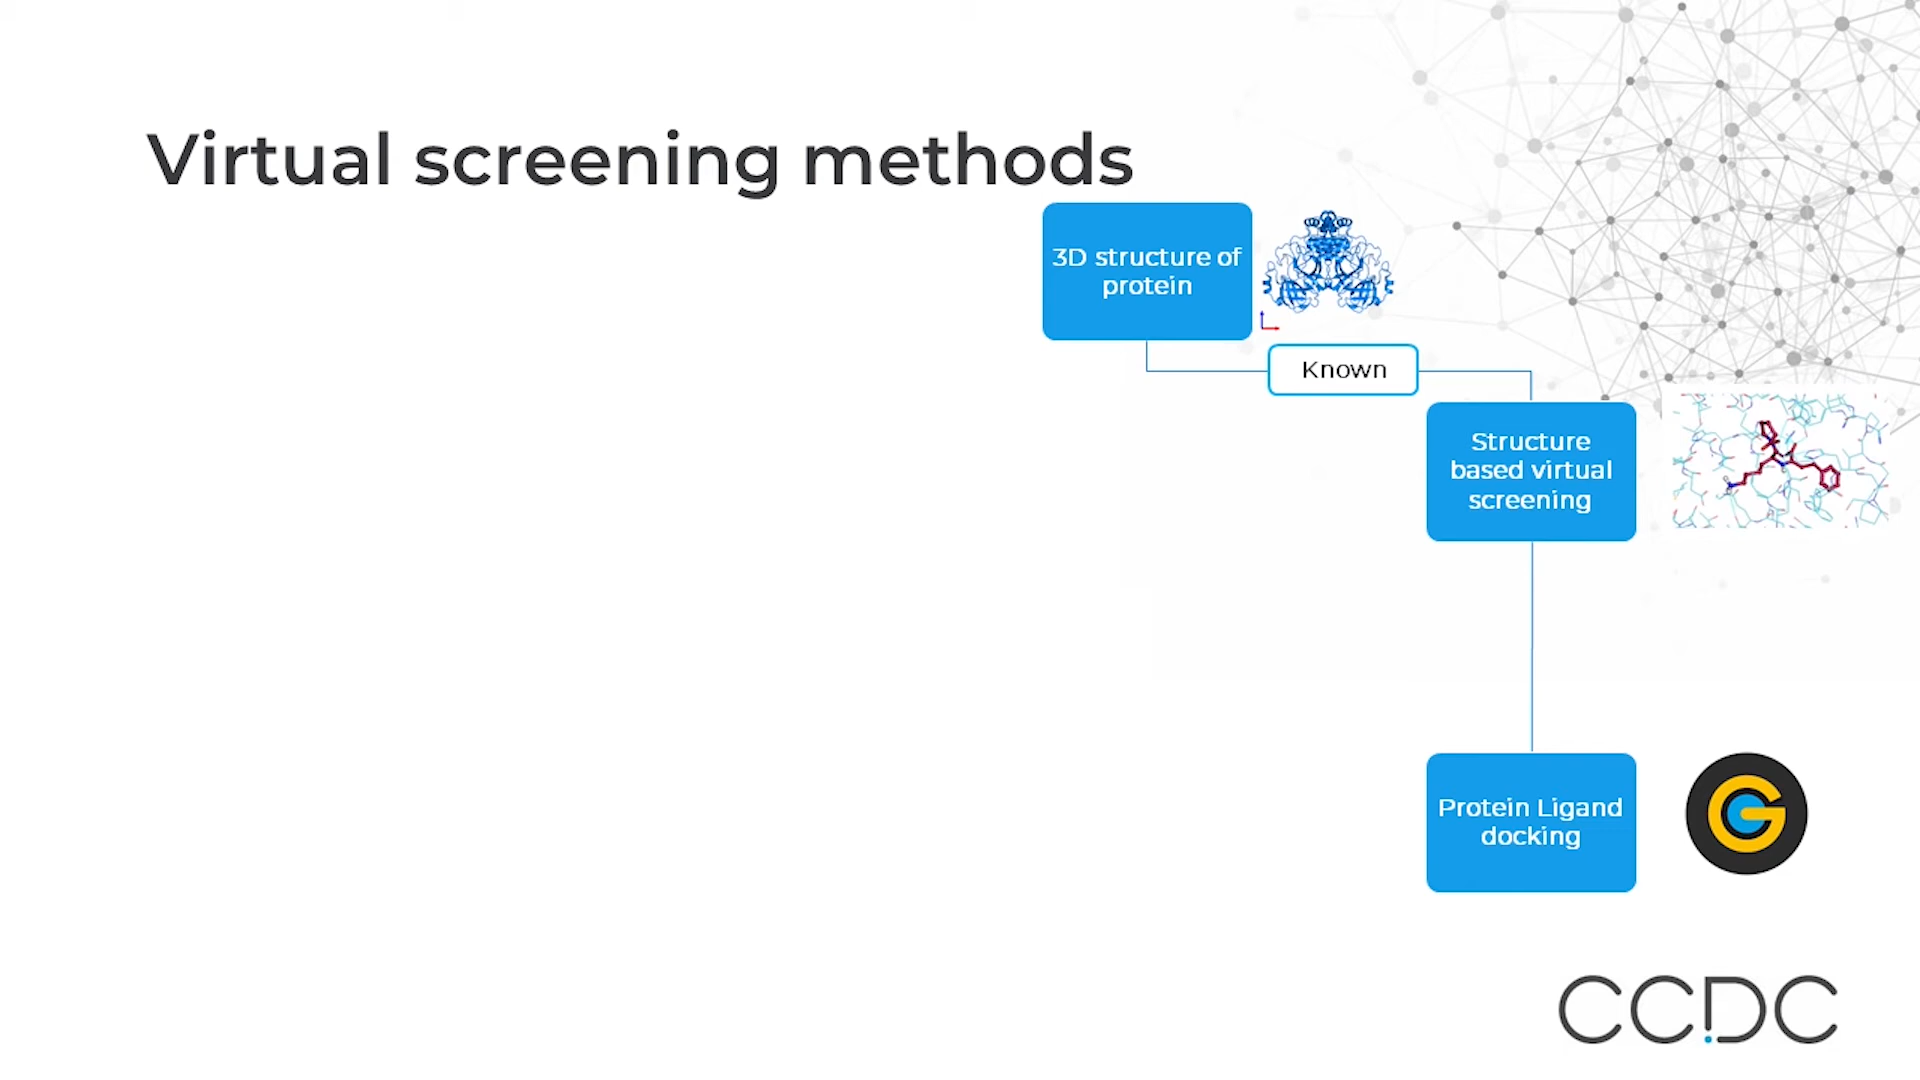 Virtual screening methods
3D structure of
protein
Known
Structure
based virtual
screening
Protein Ligand
docking
G
CCDC